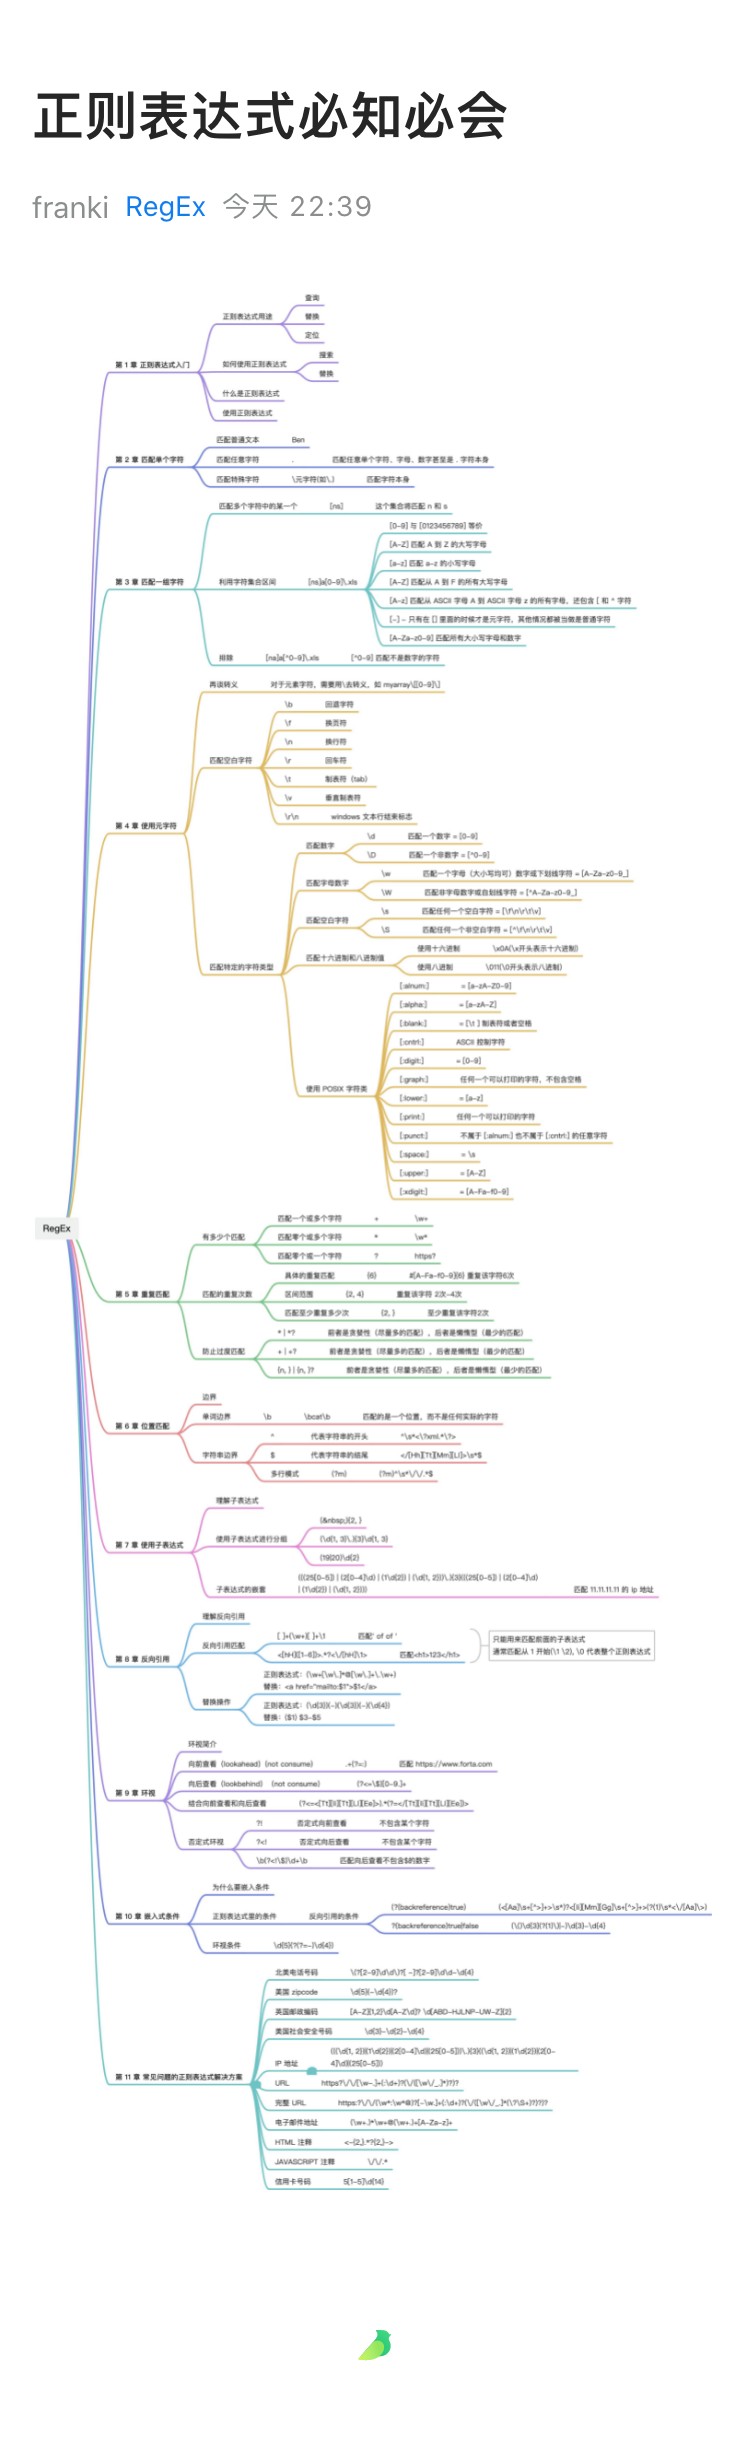 正则表达式必知必会
franki RegEx 今天 22:39
RegEx
第 1 章 正则表达式入门
正则表达式用途
查询
替换
定位
如何使用正则表达式
搜索
替换
什么是正则表达式
使用正则表达式
第 2 章 匹配单个字符
匹配普通文本 Ben
匹配任意字符 . 匹配任意单个字符、字母、数字甚至是 . 字符本身
匹配特殊字符 \元字符(如\.) 匹配字符本身
第 3 章 匹配一组字符
匹配多个字符中的某一个 [ns] 这个集合将匹配 n 和 s
利用字符集合区间 [ns]a[0-9]\.xls
[0-9] 与 [0123456789] 等价
[A-Z] 匹配 A 到 Z 的大写字母
[a-z] 匹配 a-z 的小写字母
[A-Z] 匹配从 A 到 F 的所有大写字母
[A-z] 匹配从 ASCII 字母 A 到 ASCII 字母 z 的所有字母，还包含 [ 和 ^ 字符
[-] - 只有在 [] 里面的时候才是元字符，其他情况都被当做是普通字符
[A-Za-z0-9] 匹配所有大小写字母和数字
排除 [ns]a[^0-9]\.xls [^0-9] 匹配不是数字的字符
第 4 章 使用元字符
再谈转义 对于元素字符，需要用\去转义，如 myarray\[[0-9]\]
匹配空白字符
\b 回退字符
\f 换页符
\n 换行符
\r 回车符
\t 制表符（tab）
\v 垂直制表符
\r\n windows 文本行结束标志
匹配特定的字符类型
匹配数字
\d 匹配一个数字 = [0-9]
\D 匹配一个非数字 = [^0-9]
匹配字母数字
\w 匹配一个字母（大小写均可）数字或下划线字符 = [A-Za-z0-9_]
\W 匹配非字母数字或自划线字符 = [^A-Za-z0-9_]
匹配空白字符
\s 匹配任何一个空白字符 = [\f\n\r\t\v]
\S 匹配任何一个非空白字符 = [^\f\n\r\t\v]
匹配十六进制和八进制值
使用十六进制 \x0A(\x开头表示十六进制)
使用八进制 \011(\0开头表示八进制)
使用 POSIX 字符类
[:alnum:] = [a-zA-Z0-9]
[:alpha:] = [a-zA-Z]
[:blank:] = [\t ] 制表符或者空格
[:cntrl:] ASCII 控制字符
[:digit:] = [0-9]
[:graph:] 任何一个可以打印的字符，不包含空格
[:lower:] = [a-z]
[:print:] 任何一个可以打印的字符
[:punct:] 不属于 [:alnum:] 也不属于 [:cntrl:] 的任意字符
[:space:] = \s
[:upper:] = [A-Z]
[:xdigit:] = [A-Fa-f0-9]
第 5 章 重复匹配
有多少个匹配
匹配一个或多个字符 + \w+
匹配零个或多个字符 * \w*
匹配零个或一个字符 ? https?
匹配的重复次数
具体的重复匹配 {6} #[A-Fa-f0-9]{6} 重复该字符6次
区间范围 {2, 4} 重复该字符 2次-4次
匹配至少重复多少次 {2, } 至少重复该字符2次
防止过度匹配
* | *? 前者是贪婪性（尽量多的匹配），后者是懒惰型（最少的匹配）
+ | +? 前者是贪婪性（尽量多的匹配），后者是懒惰型（最少的匹配）
{n, } | {n, }? 前者是贪婪性（尽量多的匹配），后者是懒惰型（最少的匹配）
第 6 章 位置匹配
边界
单词边界 \b \bcat\b 匹配的是一个位置，而不是任何实际的字符
字符串边界
^ 代表字符串的开头 ^\s*<\?xml.*\?>
$ 代表字符串的结尾 </[Hh][Tt][Mm][Ll]>\s*$
多行模式 (?m) (?m)^\s*\/\/.*$
第 7 章 使用子表达式
理解子表达式
使用子表达式进行分组
(&nbsp;){2, }
(\d{1, 3}\.){3}\d{1, 3}
(19|20)\d{2}
子表达式的嵌套
(((25[0-5]) | (2[0-4]\d) | (1\d{2}) | (\d{1, 2}))\.){3}((25[0-5]) | (2[0-4]\d)
| (1\d{2}) | (\d{1, 2})))
匹配 11.11.11.11 的 ip 地址
第 8 章 反向引用
理解反向引用
反向引用匹配
[ ]+(\w+)[ ]+\1 匹配' of of '
<[hH]([1-6])>.*?<\/[hH]\1> 匹配<h1>123</h1>
只能用来匹配前面的子表达式
通常匹配从 1 开始(\1 \2), \0 代表整个正则表达式
替换操作
正则表达式：(\w+[\w\.]*@[\w\.]+\.\w+)
替换：<a href="mailto:$1">$1</a>
正则表达式：(\d{3})(-)(\d{3})(-)(\d{4})
替换：($1) $3-$5
第 9 章 环视
环视简介
向前查看（lookahead）(not consume) .+(?=:) 匹配 https://www.forta.com
向后查看（lookbehind） (not consume) (?<=\$)[0-9.]+
结合向前查看和向后查看 (?<=<[Tt][Ii][Tt][Ll][Ee]>).*(?=</[Tt][Ii][Tt][Ll][Ee])>
否定式环视
?! 否定式向前查看 不包含某个字符
?<! 否定式向后查看 不包含某个字符
\b(?<!\$)\d+\b 匹配向后查看不包含$的数字
第 10 章 嵌入式条件
为什么要嵌入条件
正则表达式里的条件 反向引用的条件
(?(backreference)true) (<[Aa]\s+[^>]+>\s*)?<[Ii][Mm][Gg]\s+[^>]+>(?(1)\s*<\/[Aa]\>)
?(backreference)true|false (\()\d{3}(?(1)\)|-)\d{3}-\d{4}
环视条件 \d{5}(?(?=-)\d{4})
第 11 章 常见问题的正则表达式解决方案
北美电话号码 \(?[2-9]\d\d\)?[ -]?[2-9]\d\d-\d{4}
美国 zipcode \d{5}(-\d{4})?
英国邮政编码 [A-Z]{1,2}\d[A-Z\d]? \d[ABD-HJLNP-UW-Z]{2}
美国社会安全号码 \d{3}-\d{2}-\d{4}
IP 地址
(((\d{1, 2})|(1\d{2})|(2[0-4]\d)|(25[0-5]))\.){3}((\d{1, 2})|(1\d{2})|(2[0-
4]\d)|(25[0-5]))
URL https?\/\/[\w-.]+(:\d+)?(\/([\w\/_.]*)?)?
完整 URL https:?\/\/(\w*:\w*@)?[-\w.]+(:\d+)?(\/([\w\/_.]*(\?\S+)?)?)?
电子邮件地址 (\w+.)*\w+@(\w+.)+[A-Za-z]+
HTML 注释 <-{2,}.*?{2,}->
JAVASCRIPT 注释 \/\/.*
信用卡号码 5[1-5]\d{14}